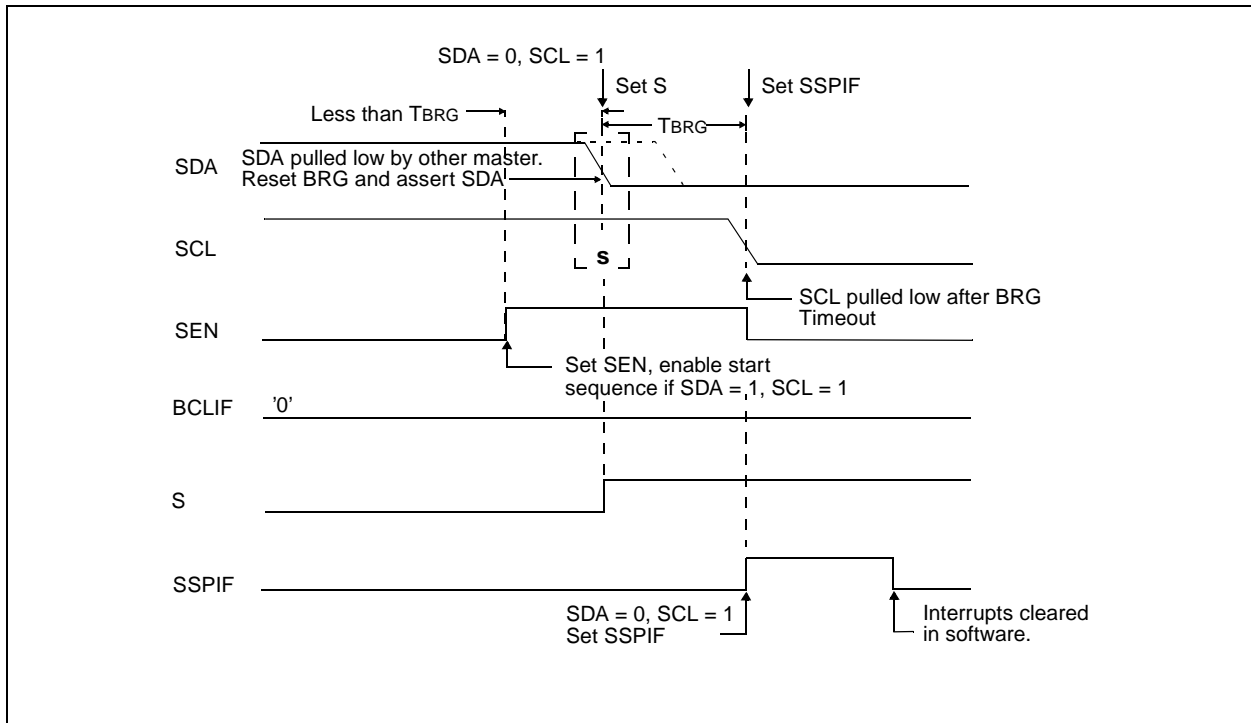 SDA = 0, SCL = 1
Set S
Set SSPIF
Less than TBRG
TBRG
SDA
SDA pulled low by other master.
Reset BRG and assert SDA
SCL
s
SCL pulled low after BRG
Timeout
SEN
Set SEN, enable start
sequence if SDA = 1, SCL = 1
BCLIF
'0'
S
SSPIF
SDA = 0, SCL = 1
Set SSPIF
Interrupts cleared
in software.